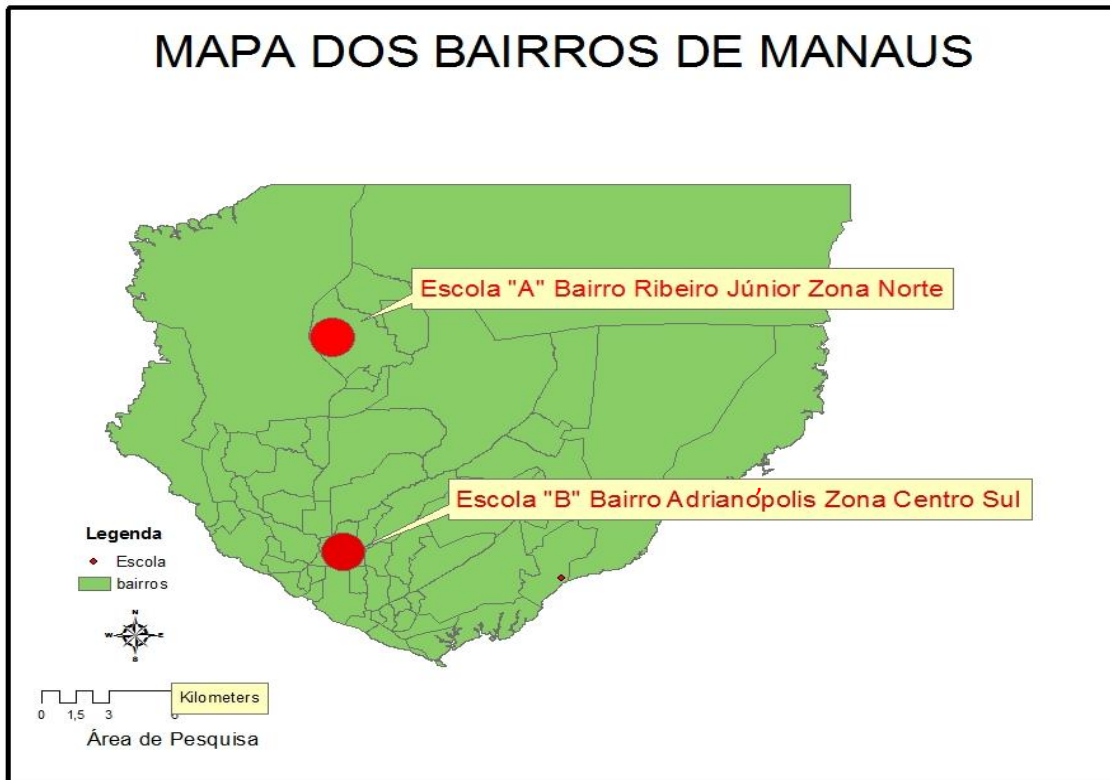 MAPA DOS BAIRROS DE MANAUS
Escola "A" Bairro Ribeiro Júnior Zona Norte
Escola "B" Bairro Adrianópolis Zona Centro Sul
Legenda
Escola
bairros
N
W E
S
Kilometers
0 1,5 3 6
Área de Pesquisa